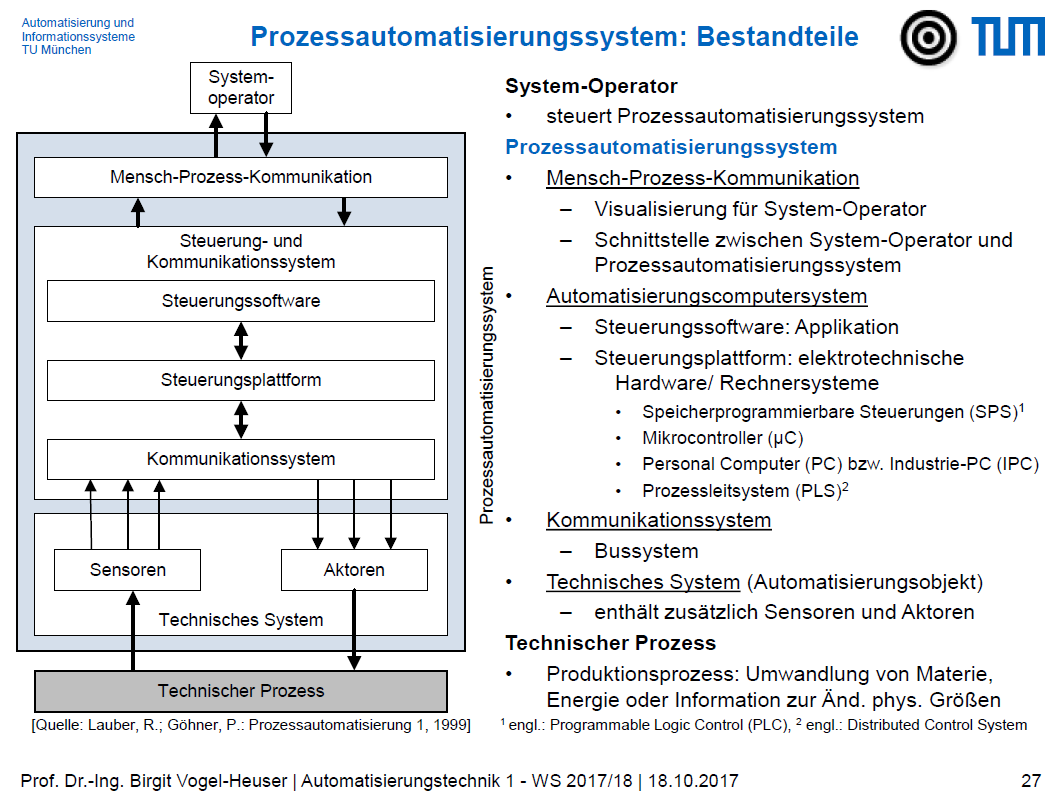 Automatisierung und
Informationssysteme
TU München
Prozessautomatisierungssystem: Bestandteile
TUM
System-
operator
Mensch-Prozess-Kommunikation
Steuerung- und
Kommunikationssystem
Steuerungssoftware
Steuerungsplattform
Kommunikationssystem
Sensoren
Aktoren
Technisches System
Technischer Prozess
Prozessautomatisierungssystem
[Quelle: Lauber, R.; Göhner, P.: Prozessautomatisierung 1, 1999]
System-Operator
• steuert Prozessautomatisierungssystem
Prozessautomatisierungssystem
• Mensch-Prozess-Kommunikation
– Visualisierung für System-Operator
– Schnittstelle zwischen System-Operator und
Prozessautomatisierungssystem
• Automatisierungscomputersystem
– Steuerungssoftware: Applikation
– Steuerungsplattform: elektrotechnische
Hardware/ Rechnersysteme
• Speicherprogrammierbare Steuerungen (SPS)¹
• Mikrocontroller (µC)
• Personal Computer (PC) bzw. Industrie-PC (IPC)
• Prozessleitsystem (PLS)²
• Kommunikationssystem
– Bussystem
• Technisches System (Automatisierungsobjekt)
– enthält zusätzlich Sensoren und Aktoren
Technischer Prozess
• Produktionsprozess: Umwandlung von Materie,
Energie oder Information zur Änd. phys. Größen
¹ engl.: Programmable Logic Control (PLC), ² engl.: Distributed Control System
Prof. Dr.-Ing. Birgit Vogel-Heuser | Automatisierungstechnik 1 - WS 2017/18 | 18.10.2017
27